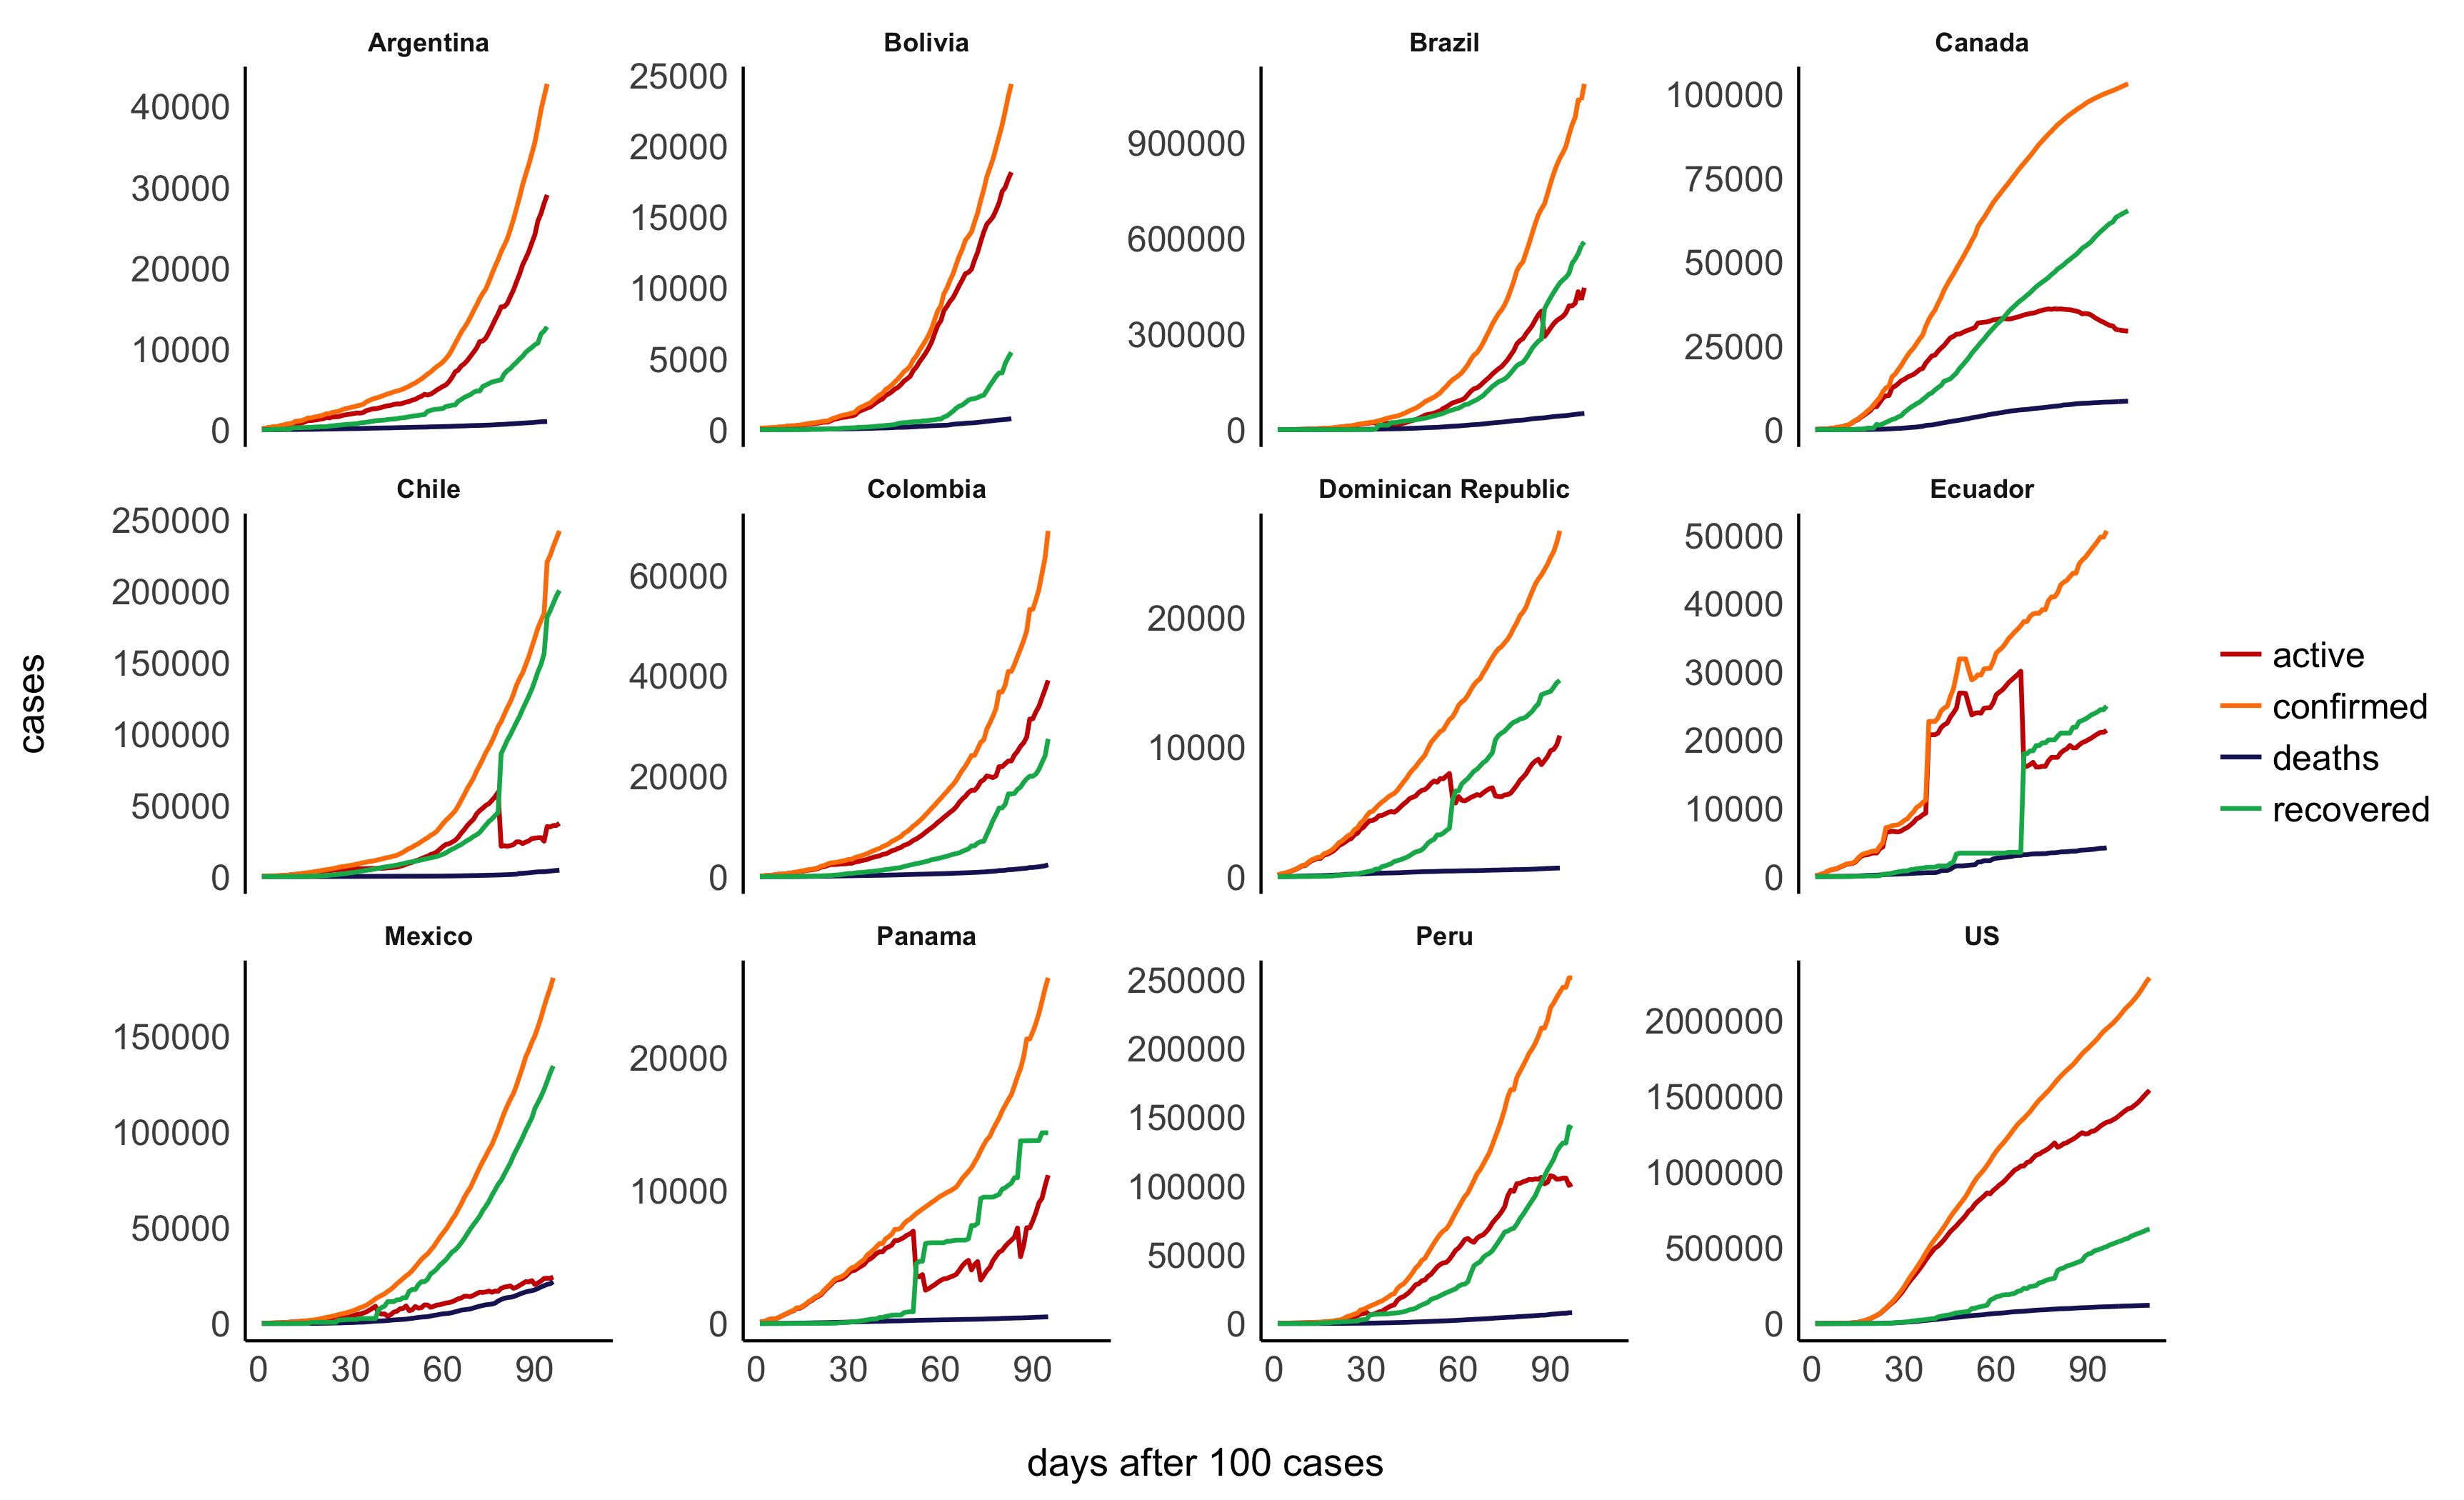 Argentina
Bolivia
Brazil
Canada
40000
30000
20000
10000
0
25000
20000
15000
10000
5000
0
900000
600000
300000
0
100000
75000
50000
25000
0
Chile
Colombia
Dominican Republic
Ecuador
250000
200000
150000
100000
50000
0
60000
40000
20000
0
20000
10000
0
50000
40000
30000
20000
10000
0
Mexico
Panama
Peru
US
150000
100000
50000
0
20000
10000
0
250000
200000
150000
100000
50000
0
2000000
1500000
1000000
500000
0
0 30 60 90
0 30 60 90
0 30 60 90
0 30 60 90
days after 100 cases
cases
active
confirmed
deaths
recovered